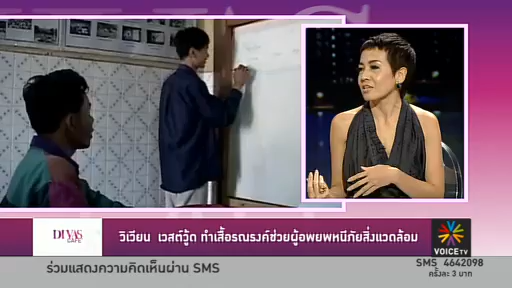 DIVAS
CAFE
วิเวียน เวสต์วู้ด ทำเสื้อรณรงค์ช่วยผู้อพยพหนีภัยสิ่งแวดล้อม
VOICE TV
ร่วมแสดงความคิดเห็นผ่าน SMS
SMS 4642098
ครั้งละ 3 บาท